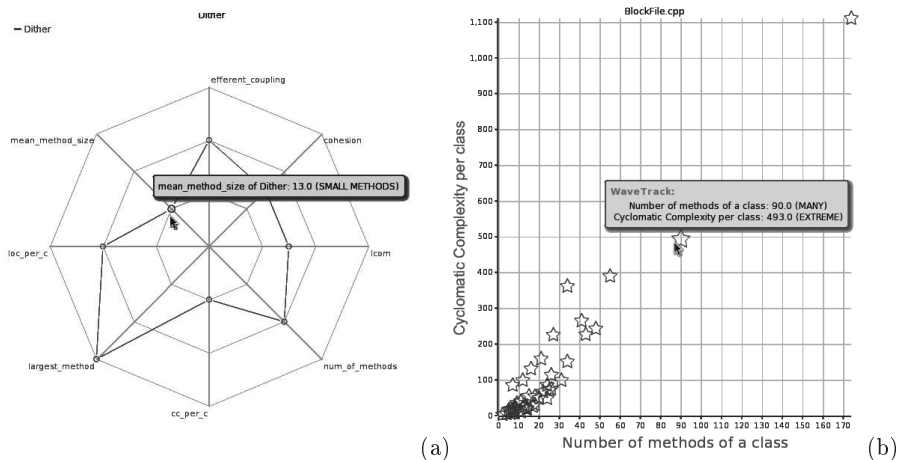 Dither
Dither
efferent_coupling
mean_method_size
cohesion
mean_method_size of Dither: 13.0 (SMALL METHODS)
loc_per_c
lcom
largest_method
num_of_methods
cc_per_c
(a)
BlockFile.cpp
1,100
1,000
900
800
700
600
500
400
300
200
100
0
Cyclomatic Complexity per class
WaveTrack:
Number of methods of a class: 90.0 (MANY)
Cyclomatic Complexity per class: 493.0 (EXTREME)
0 10 20 30 40 50 60 70 80 90 100 110 120 130 140 150 160 170
Number of methods of a class
(b)